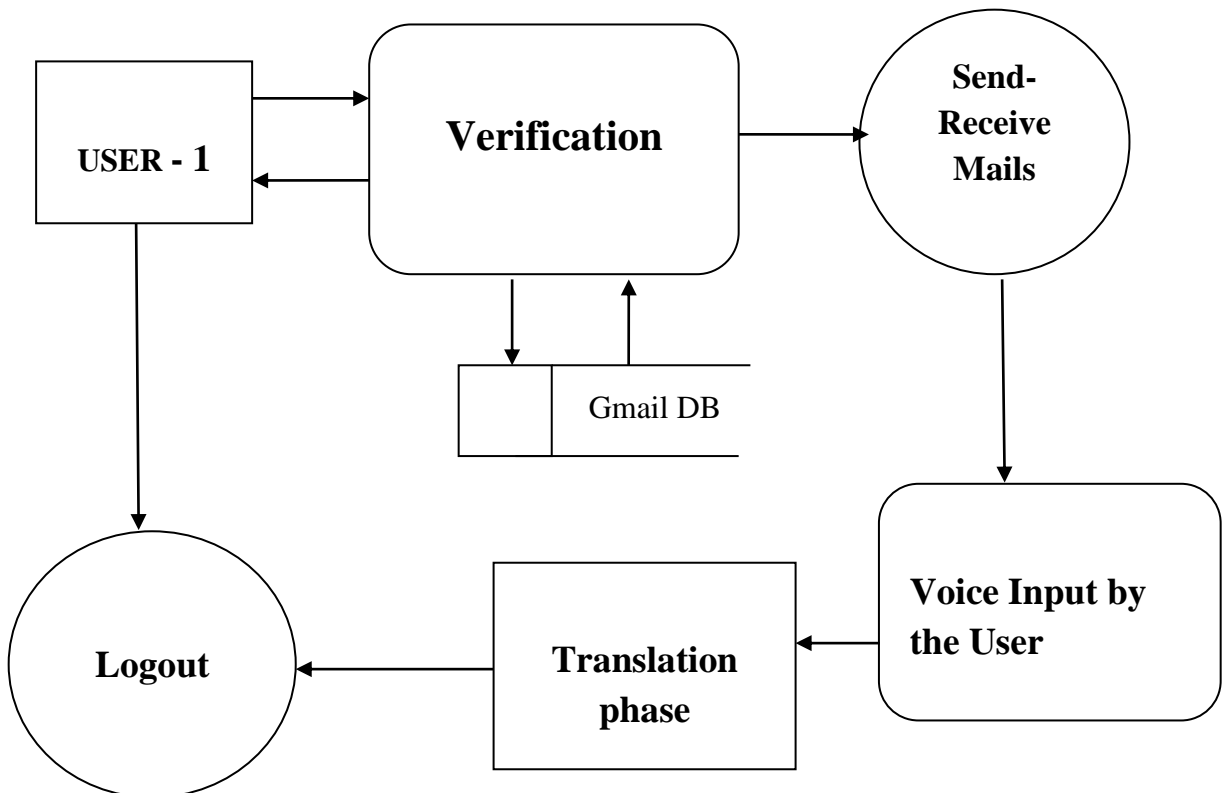 USER - 1
Verification
Send-
Receive
Mails
Gmail DB
Voice Input by
the User
Translation
phase
Logout